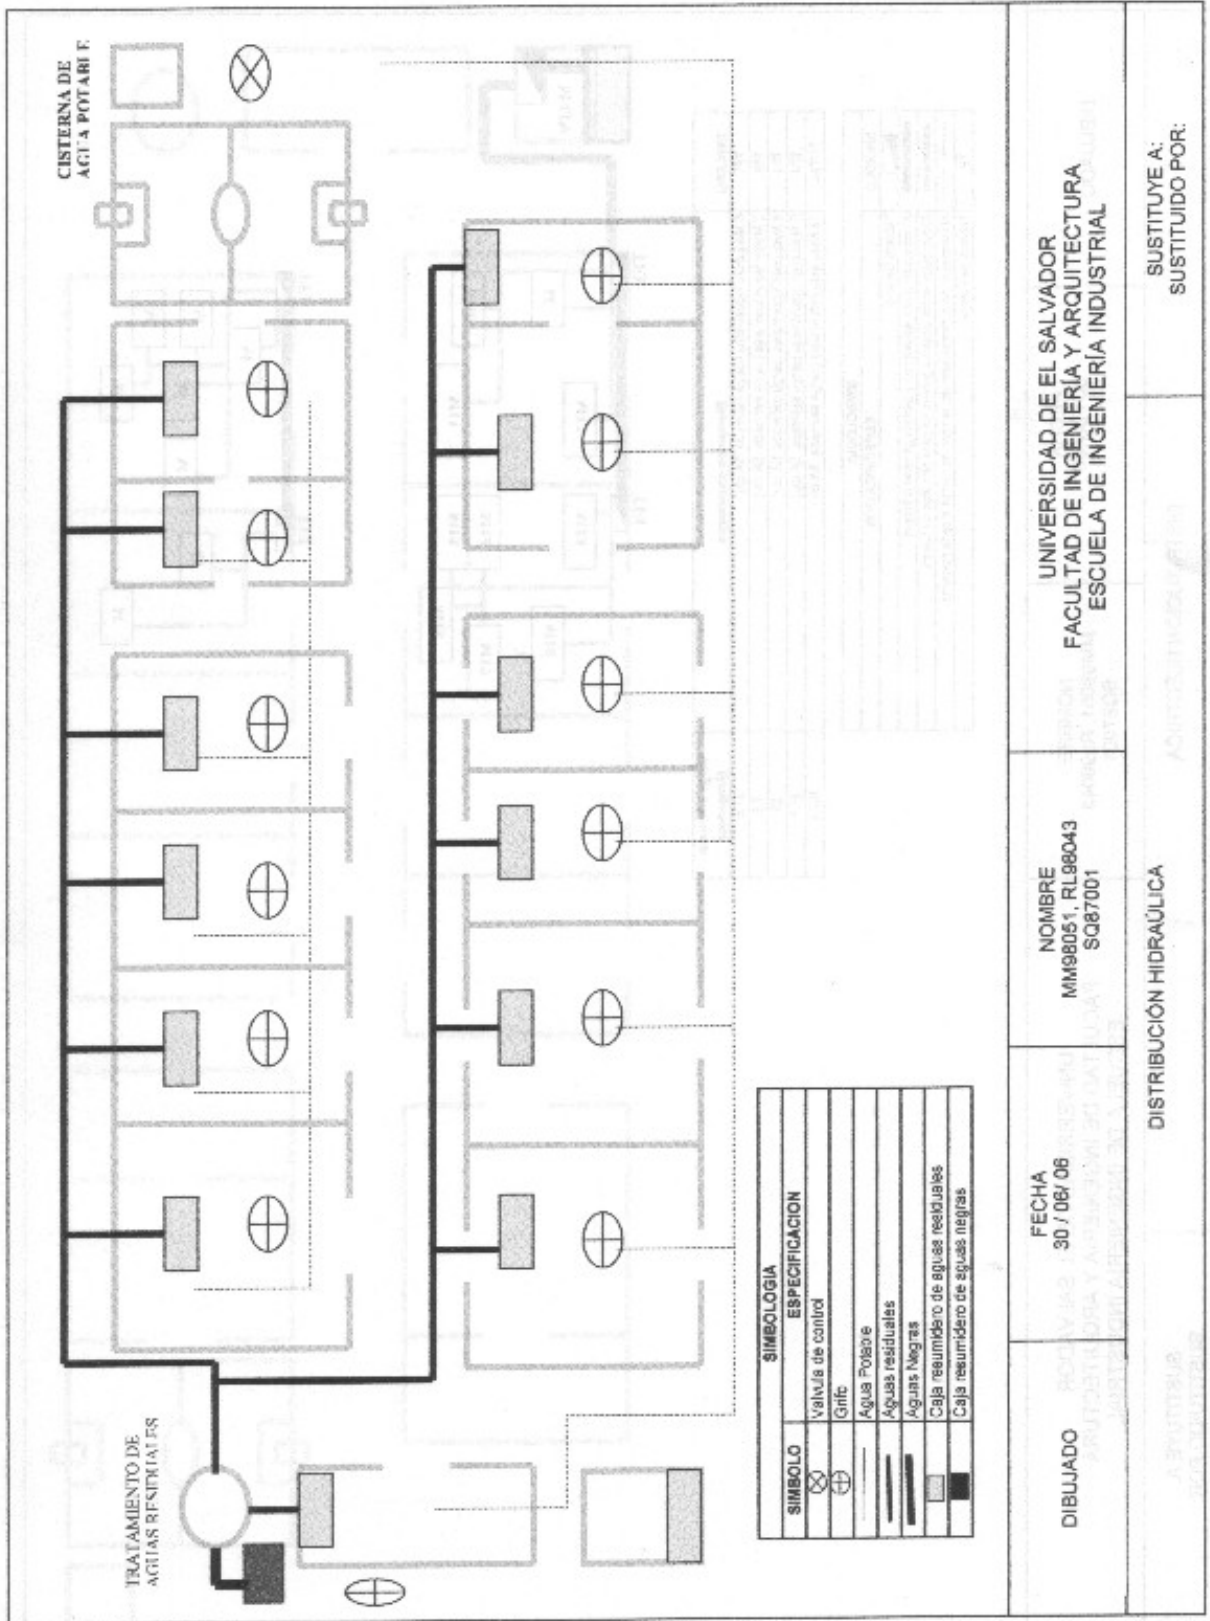 CISTERNA DE
AGUA POTABLE
TRATAMIENTO DE
AGUAS RESIDUALES
SIMBOLOGIA
SIMBOLO ESPECIFICACION
Valvula de control
Grifo
Agua Potable
Aguas residuales
Aguas Negras
Caja resumidero de aguas residuales
Caja resumidero de aguas negras
DIBUJADO
FECHA
30 / 06/ 06
NOMBRE
MM98051, RL98043
SQ87001
UNIVERSIDAD DE EL SALVADOR
FACULTAD DE INGENIERÍA Y ARQUITECTURA
ESCUELA DE INGENIERÍA INDUSTRIAL
DISTRIBUCIÓN HIDRAÚLICA
SUSTITUYE A:
SUSTITUIDO POR: